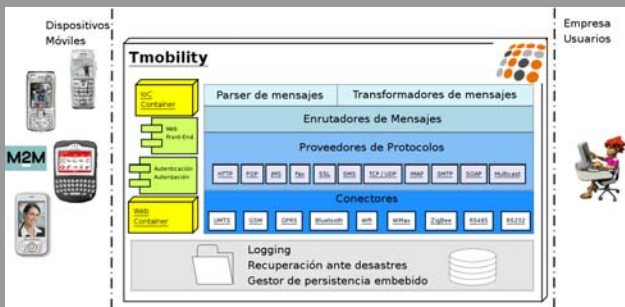 Dispositivos
Móviles
Empresa
Usuarios
Tmobility
IoC
Container
Web
Front-End
Autenticación
Autorización
Web
Container
Parser de mensajes
Transformadores de mensajes
Enrutadores de Mensajes
Proveedores de Protocolos
HTTP
POP
JMS
Fax
SSL
SMS
TCP / UDP
IMAP
SMTP
SOAP
Multicast
Conectores
UMTS
GSM
GPRS
Bluetooth
Wifi
WiMax
ZigBee
RS485
RS232
M2M
Logging
Recuperación ante desastres
Gestor de persistencia embebido